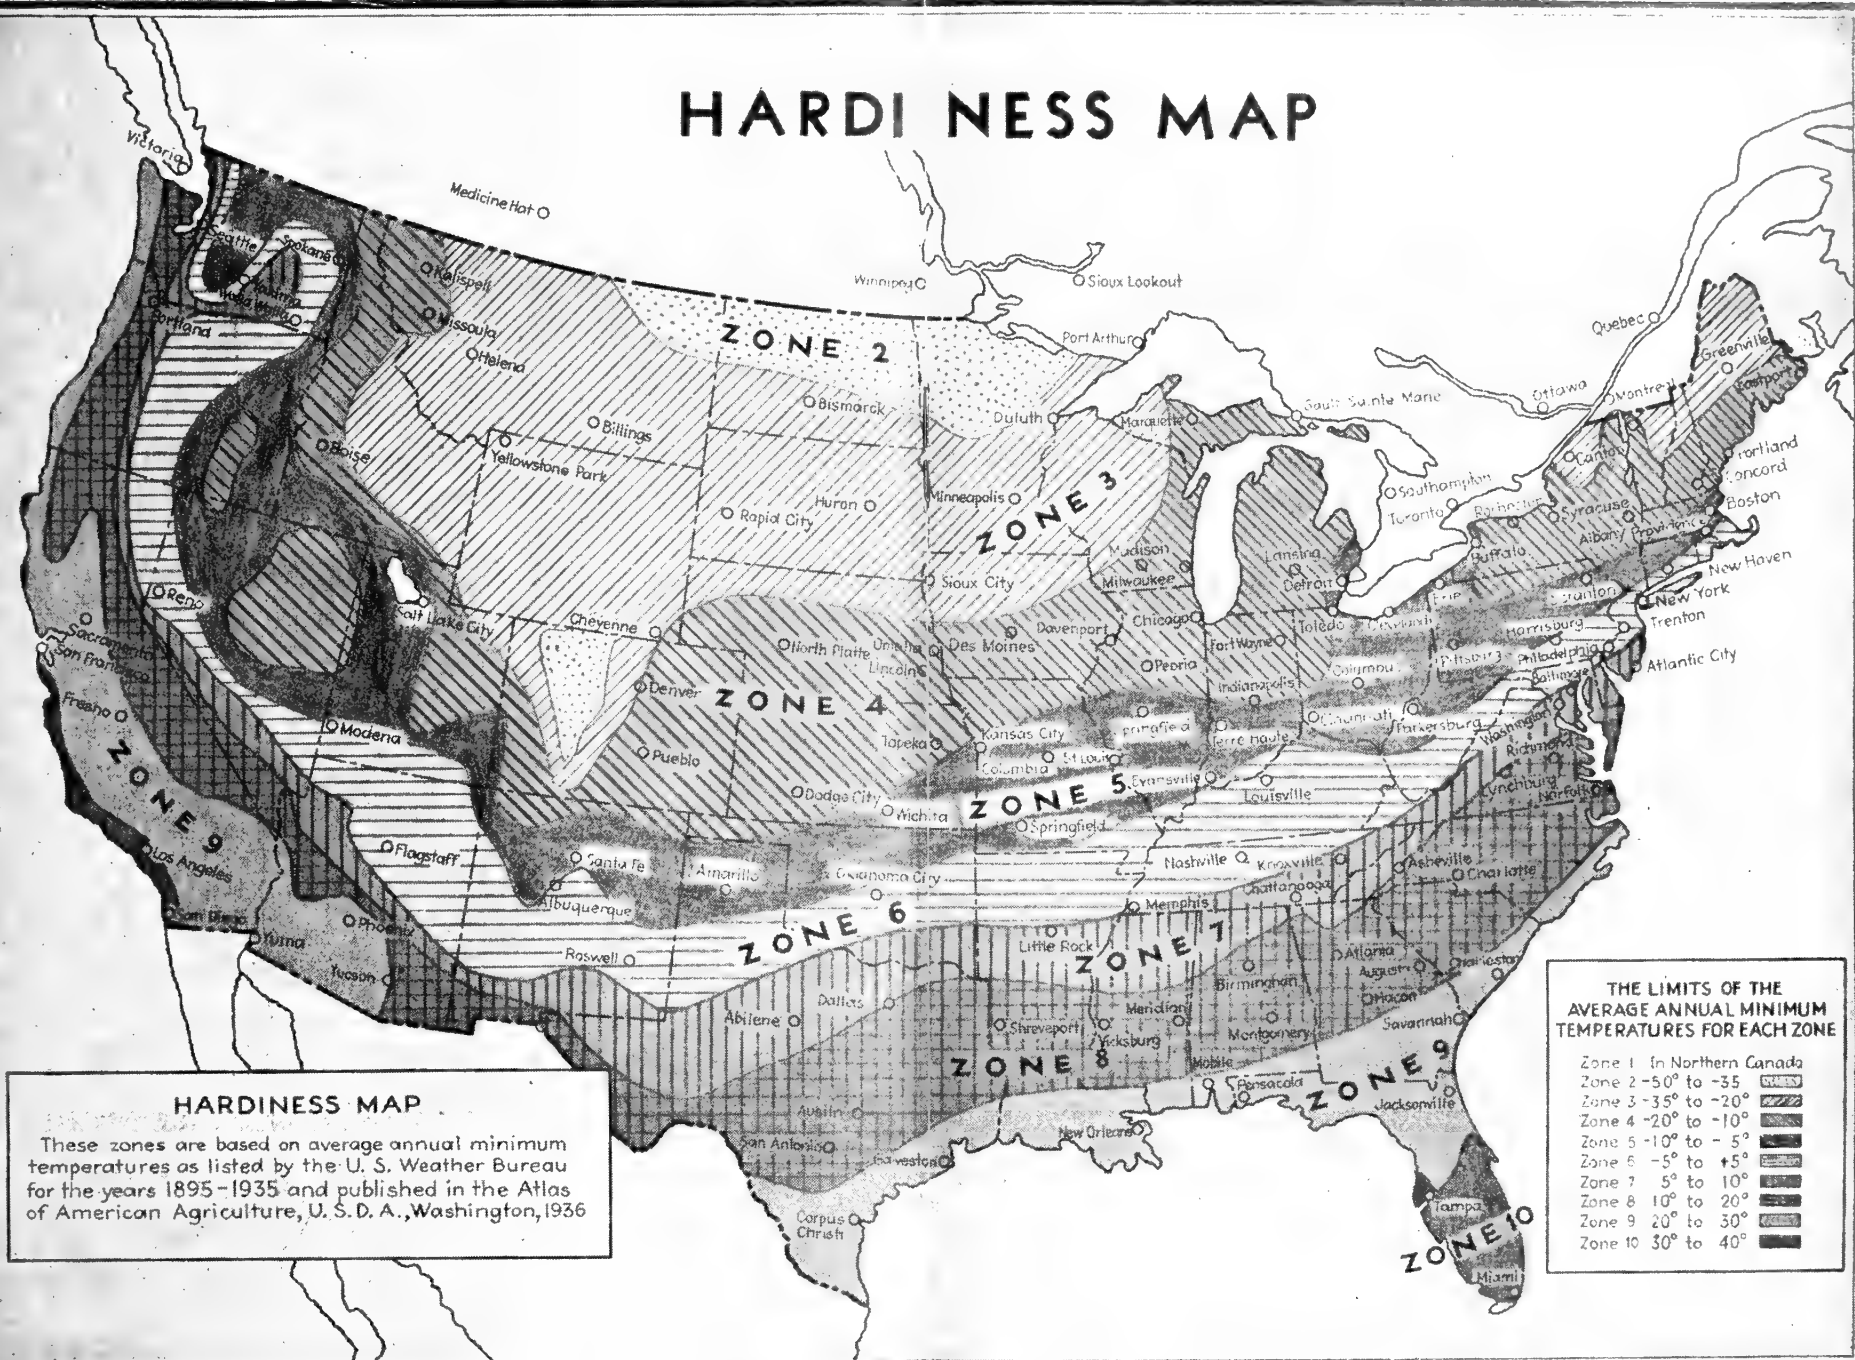 HARDINESS MAP
Victoria
Medicine Hat
Winnipeg
Sioux Lookout
Port Arthur
Quebec
Ottawa
Montreal
Greenville
Eastport
Seattle
Spokane
Yakima
Walla Walla
Portland
Kalispell
Missoula
Helena
ZONE 2
Bismarck
Duluth
Marquette
Sault Sainte Marie
Canton
Portland
Concord
Boise
Billings
Yellowstone Park
Huron
Rapid City
Minneapolis
ZONE 3
Southampton
Toronto
Rochester
Syracuse
Boston
Albany
Providence
Buffalo
New Haven
Madison
Milwaukee
Lansing
Detroit
Sioux City
Reno
Salt Lake City
Cheyenne
Erie
Scranton
New York
Trenton
Sacramento
San Francisco
North Platte
Omaha
Lincoln
Des Moines
Davenport
Chicago
Fort Wayne
Toledo
Cleveland
Harrisburg
Peoria
Columbus
Pittsburg
Philadelphia
Atlantic City
Baltimore
Fresno
Denver
ZONE 4
Indianapolis
Modena
Pueblo
Topeka
Kansas City
Springfield
Terre Haute
Cincinnati
Parkersburg
Washington
Richmond
Columbia
St Louis
Evansville
ZONE 5
Louisville
Lynchburg
Norfolk
Dodge City
Wichita
Springfield
ZONE 9
Los Angeles
Flagstaff
Santa Fe
Amarillo
Oklahoma City
Nashville
Knoxville
Asheville
Charlotte
Chattanooga
San Diego
Albuquerque
Memphis
Yuma
Phoenix
ZONE 6
Little Rock
ZONE 7
Atlanta
Tucson
Roswell
Birmingham
Augusta
Charleston
Dallas
Abilene
Meridian
Macon
Shreveport
Vicksburg
Montgomery
Savannah
ZONE 8
Mobile
Pensacola
ZONE 9
Jacksonville
Austin
San Antonio
Galveston
New Orleans
Corpus
Christi
Tampa
ZONE 10
Miami
HARDINESS MAP
These zones are based on average annual minimum
temperatures as listed by the U. S. Weather Bureau
for the years 1895-1935 and published in the Atlas
of American Agriculture, U. S. D. A., Washington, 1936
THE LIMITS OF THE
AVERAGE ANNUAL MINIMUM
TEMPERATURES FOR EACH ZONE
Zone 1 In Northern Canada
Zone 2 -50° to -35
Zone 3 -35° to -20°
Zone 4 -20° to -10°
Zone 5 -10° to -5°
Zone 6 -5° to +5°
Zone 7 5° to 10°
Zone 8 10° to 20°
Zone 9 20° to 30°
Zone 10 30° to 40°